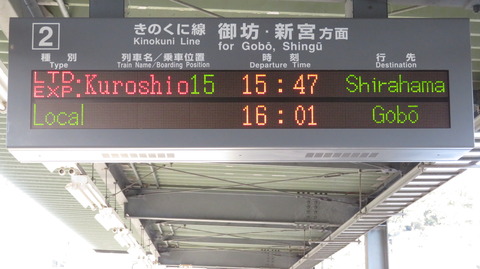 2 きのくに線 御坊・新宮方面
Kinokuni Line for Gobō, Shingū
種別 列車名／乗車位置 時刻 行先
Type Train Name/Boarding Position Departure Time Destination
LTD. EXP. Kuroshio15 15:47 Shirahama
Local 16:01 Gobō